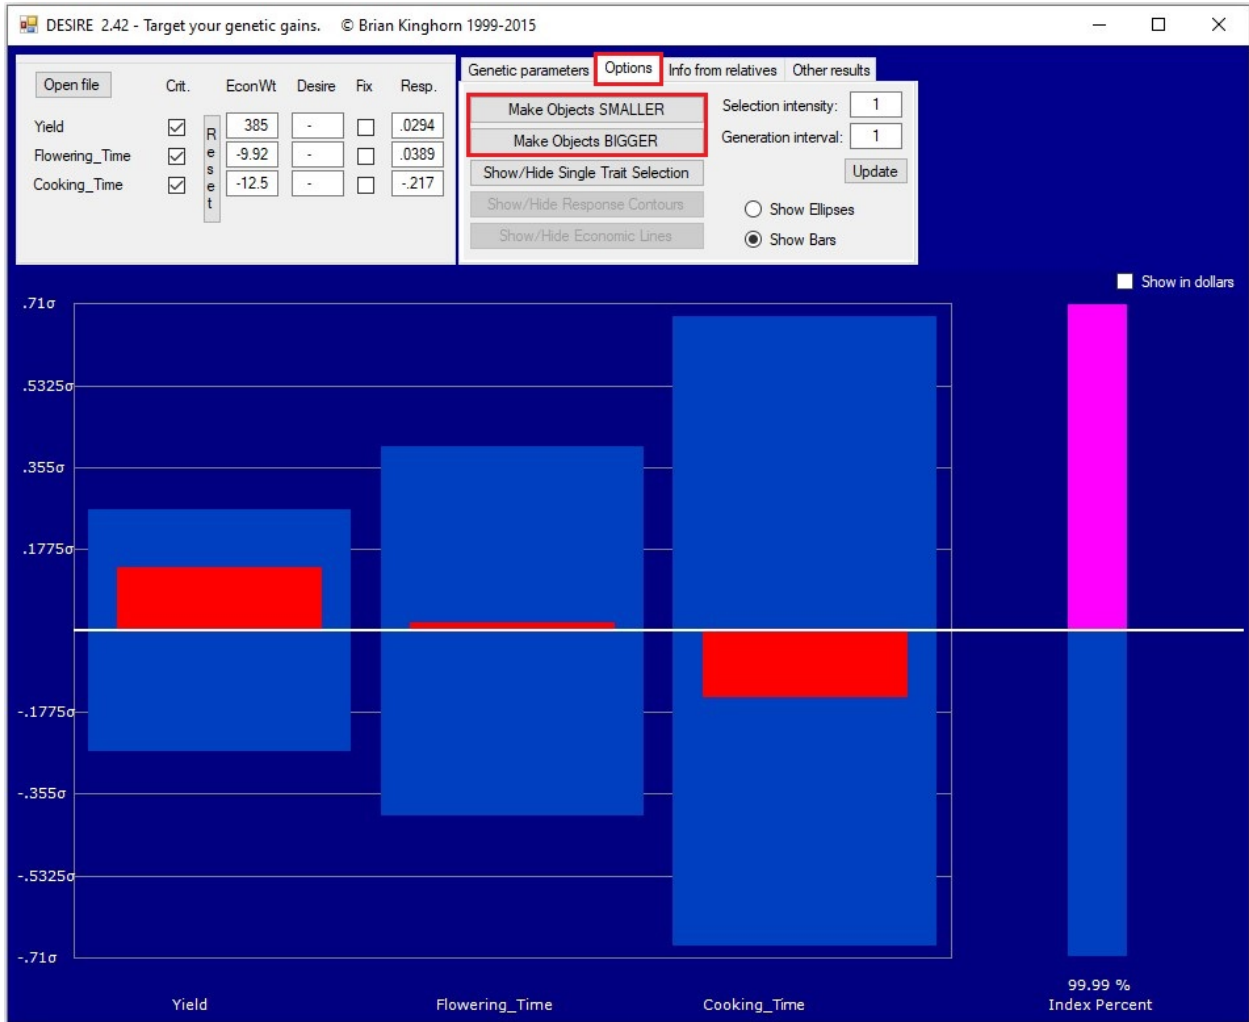 DESIRE 2.42 - Target your genetic gains. © Brian Kinghorn 1999-2015
Open file Crit. EconWt Desire Fix Resp.
Yield 385 - .0294
Flowering_Time -9.92 - .0389
Cooking_Time -12.5 - -.217
Reset
Genetic parameters Options Info from relatives Other results
Make Objects SMALLER
Make Objects BIGGER
Show/Hide Single Trait Selection
Show/Hide Response Contours
Show/Hide Economic Lines
Selection intensity: 1
Generation interval: 1
Update
Show Ellipses
Show Bars
Show in dollars
.71σ
.5325σ
.355σ
.1775σ
-.1775σ
-.355σ
-.5325σ
-.71σ
Yield Flowering_Time Cooking_Time
99.99 %
Index Percent